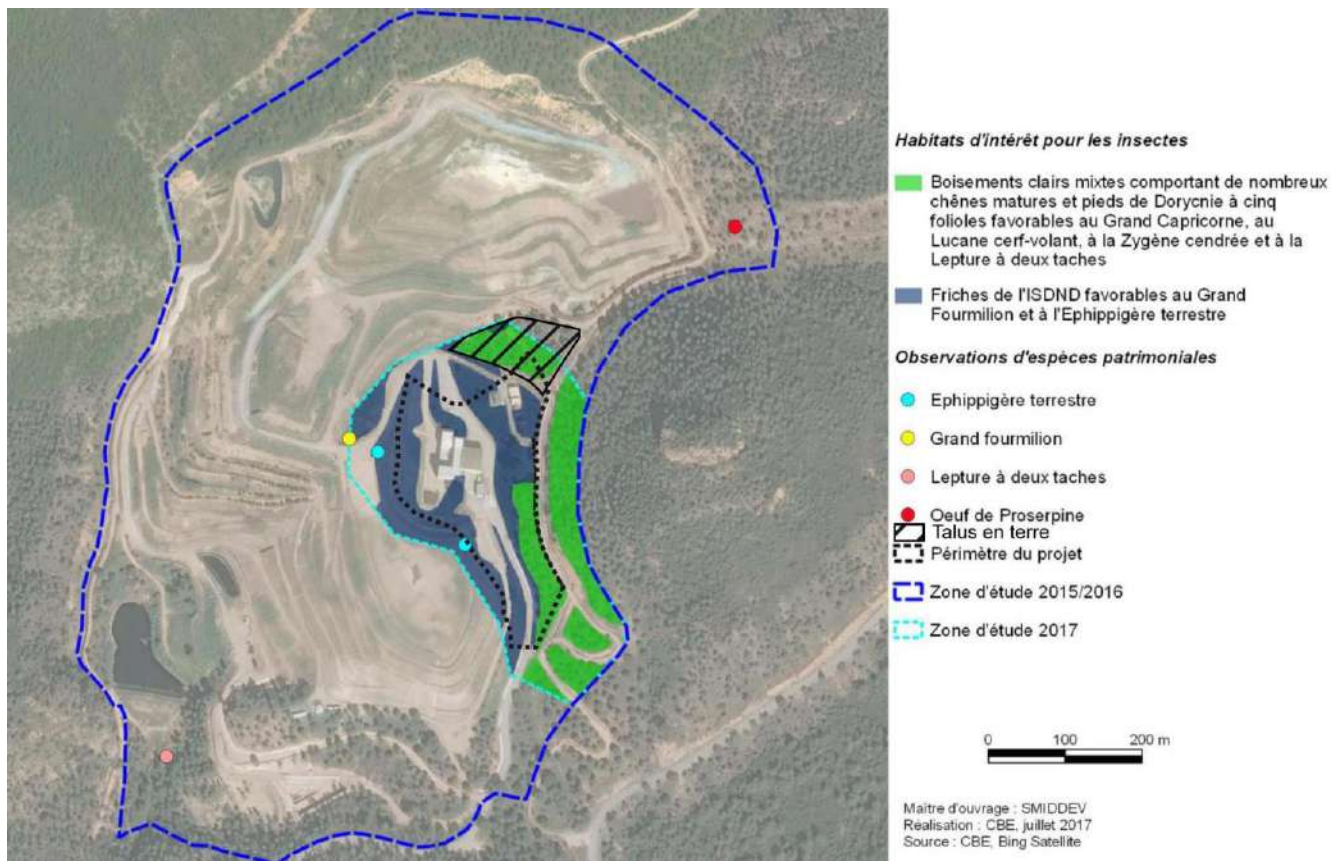 Habitats d'intérêt pour les insectes
Boisements clairs mixtes comportant de nombreux
chênes matures et pieds de Dorycnie à cinq
folioles favorables au Grand Capricorne, au
Lucane cerf-volant, à la Zygène cendrée et à la
Lepture à deux taches
Friches de l'ISDND favorables au Grand
Fourmilion et à l'Ephippigère terrestre
Observations d'espèces patrimoniales
Ephippigère terrestre
Grand fourmilion
Lepture à deux taches
Oeuf de Proserpine
Talus en terre
Périmètre du projet
Zone d'étude 2015/2016
Zone d'étude 2017
0 100 200 m
Maître d'ouvrage : SMIDDEV
Réalisation : CBE, juillet 2017
Source : CBE, Bing Satellite